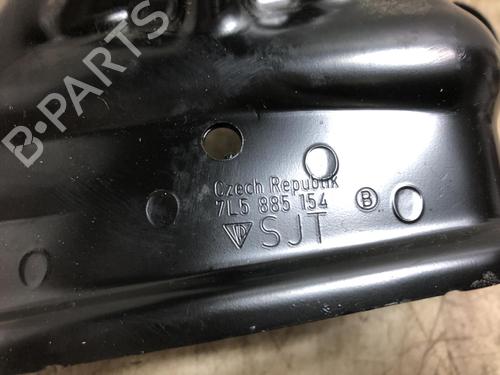 B-PARTS
Czech Republik
7L5 885 154 B
SJT